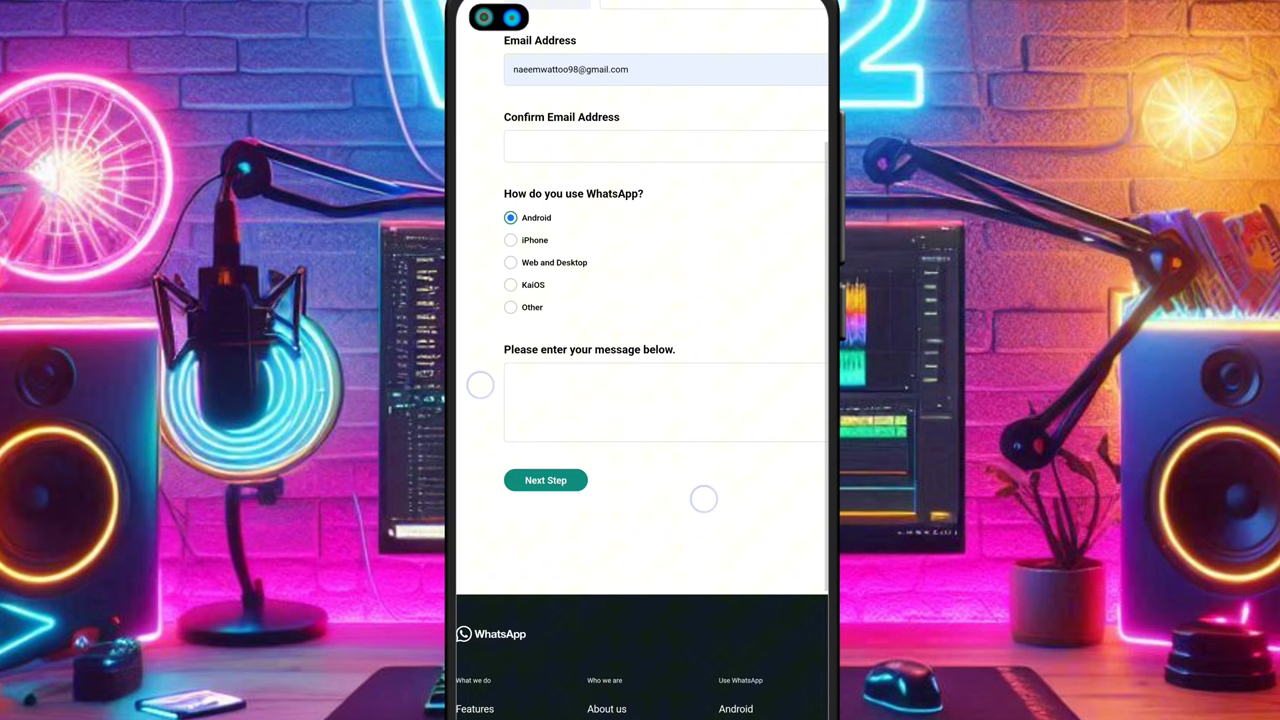 Email Address
naeemwattoo98@gmail.com
Confirm Email Address
How do you use WhatsApp?
Android
iPhone
Web and Desktop
KaiOS
Other
Please enter your message below.
Next Step
WhatsApp
What we do
Who we are
Use WhatsApp
Features
About us
Android